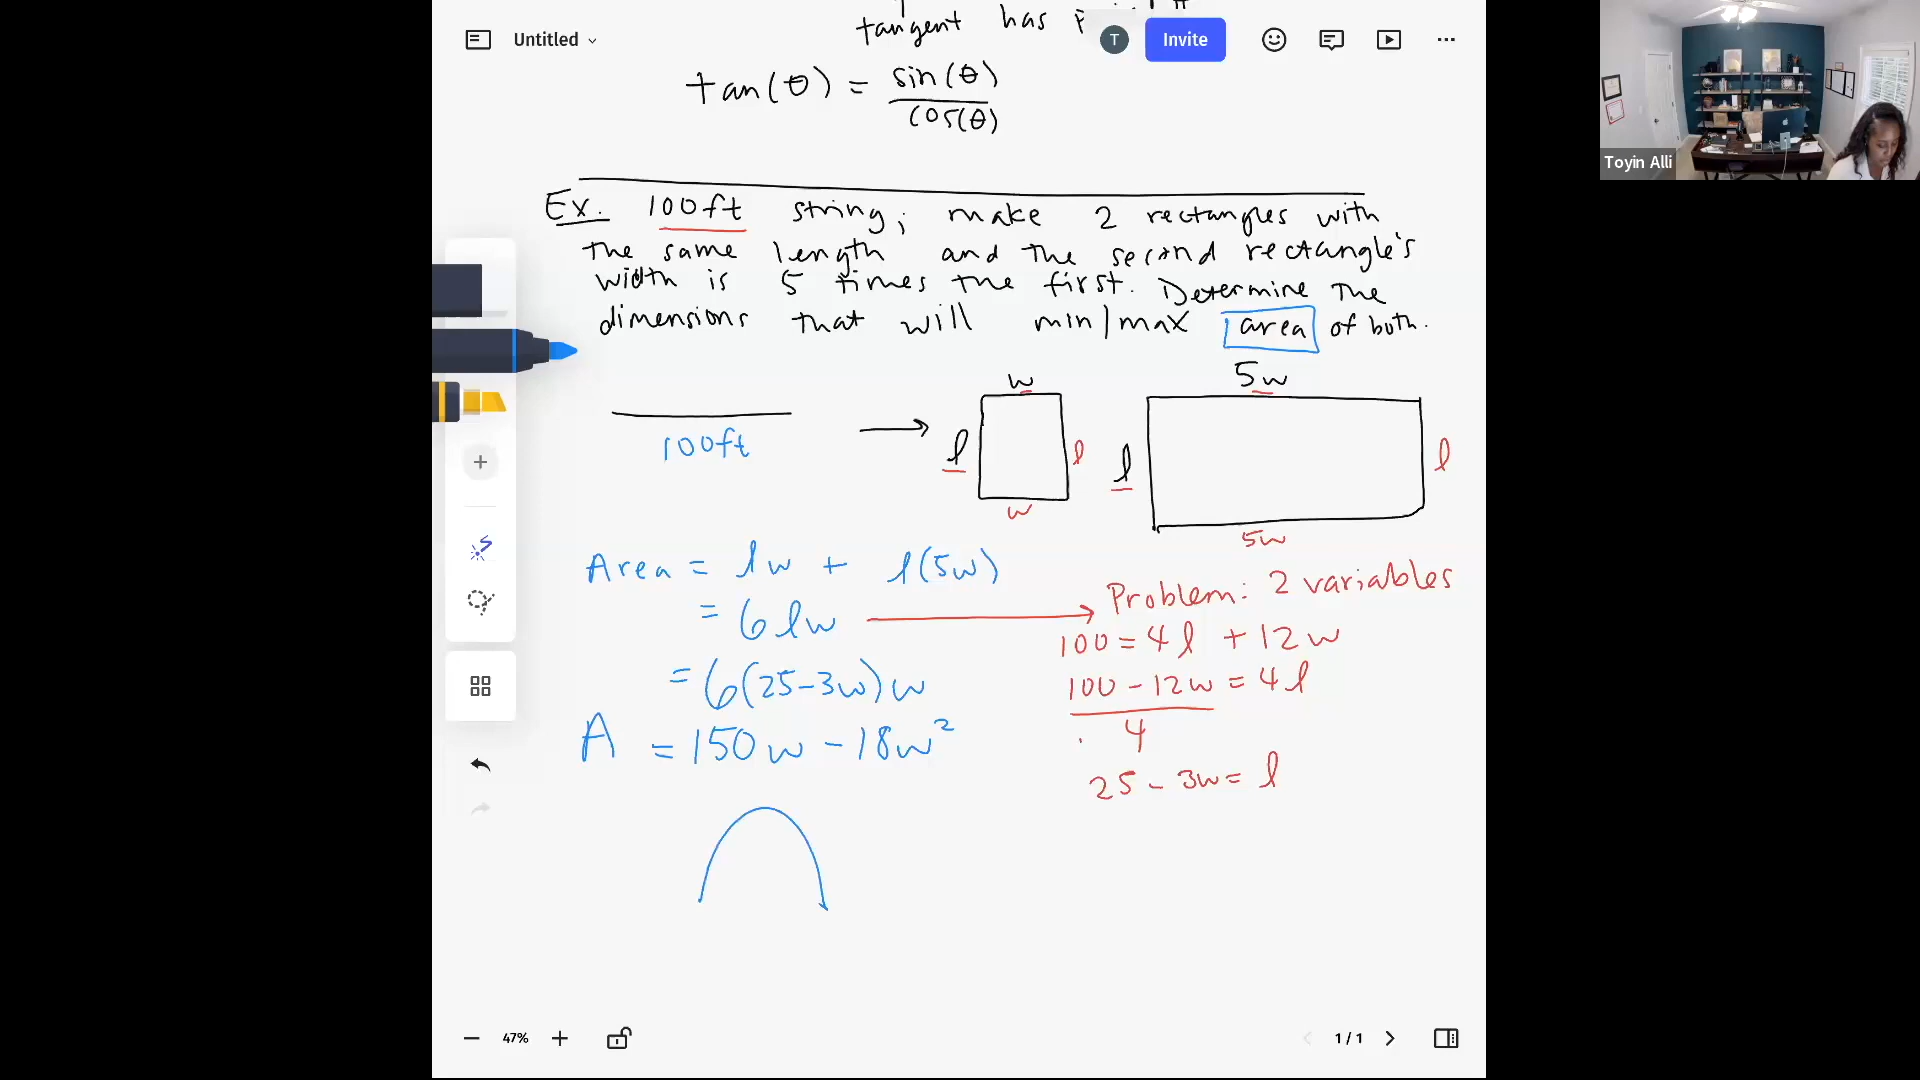 tangent has
Untitled
T
Invite
tan(θ) = sin(θ)
cos(θ)
Toyin Alli
Ex. 100ft string; make 2 rectangles with
the same length and the second rectangle's
width is 5 times the first. Determine the
dimensions that will min/max area of both.
w
5w
100ft
l
l
l
l
w
5w
Area = lw + l(5w)
Problem: 2 variables
= 6lw
100 = 4l + 12w
= 6(25-3w)w
100 - 12w = 4l
4
A = 150w - 18w²
25 - 3w = l
47%
1 / 1